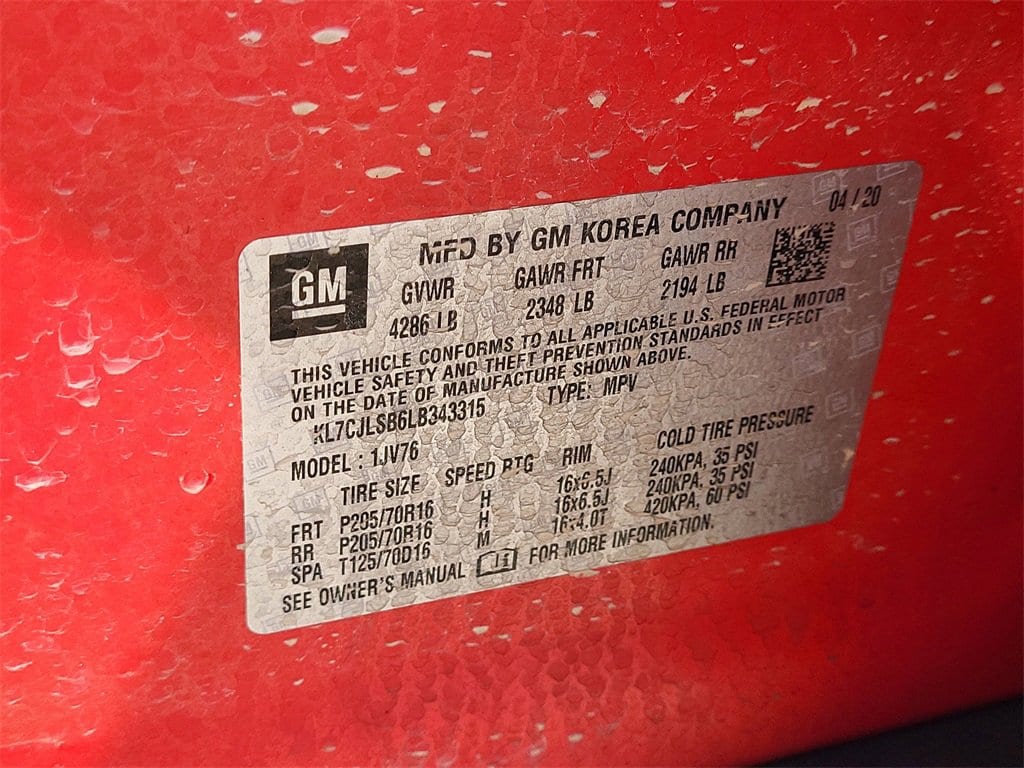 MFD BY GM KOREA COMPANY 04 / 20
GM
GVWR GAWR FRT GAWR RR
4286 LB 2348 LB 2194 LB
THIS VEHICLE CONFORMS TO ALL APPLICABLE U.S. FEDERAL MOTOR
VEHICLE SAFETY AND THEFT PREVENTION STANDARDS IN EFFECT
ON THE DATE OF MANUFACTURE SHOWN ABOVE.
KL7CJLSB6LB343315 TYPE: MPV
MODEL : 1JV76
TIRE SIZE SPEED RTG RIM COLD TIRE PRESSURE
FRT P205/70R16 H 16x6.5J 240KPA, 35 PSI
RR P205/70R16 H 16x6.5J 240KPA, 35 PSI
SPA T125/70D16 M 16x4.0T 420KPA, 60 PSI
SEE OWNER'S MANUAL FOR MORE INFORMATION.